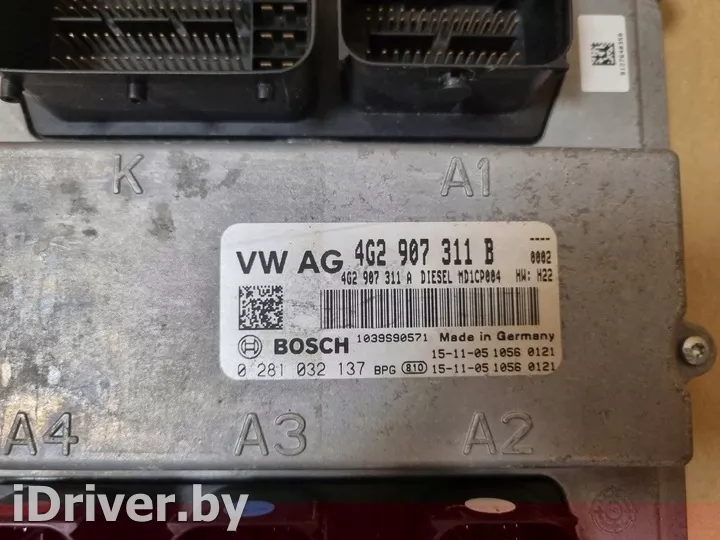 9127640350
K A1
VW AG 4G2 907 311 B ----
0002
4G2 907 311 A DIESEL MD1CP004 HW: H22
1039S90571 Made in Germany
BOSCH 15-11-05 1056 0121
0 281 032 137 BPG 810 15-11-05 1056 0121
A4 A3 A2
iDriver.by